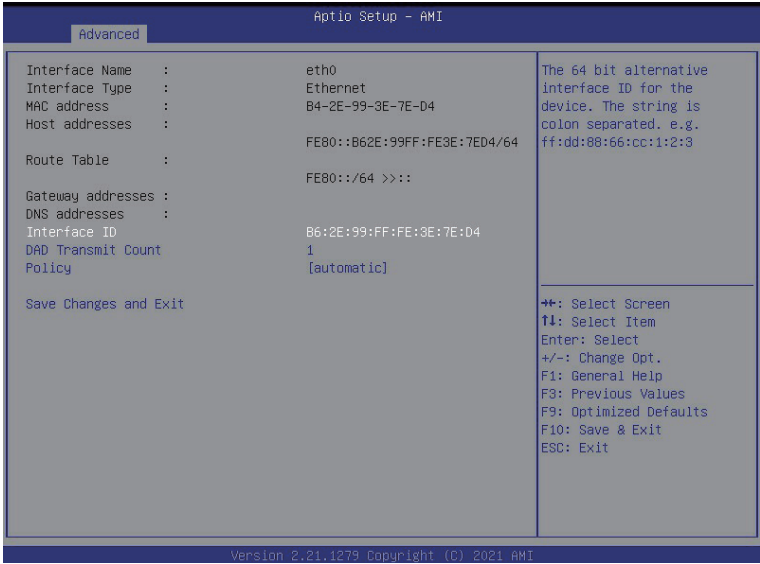 Aptio Setup – AMI
Advanced
Interface Name : eth0
Interface Type : Ethernet
MAC address : B4-2E-99-3E-7E-D4
Host addresses :
FE80::B62E:99FF:FE3E:7ED4/64
Route Table :
FE80::/64 >>::
Gateway addresses :
DNS addresses :
Interface ID B6:2E:99:FF:FE:3E:7E:D4
DAD Transmit Count 1
Policy [automatic]
Save Changes and Exit
The 64 bit alternative
interface ID for the
device. The string is
colon separated. e.g.
ff:dd:88:66:cc:1:2:3
→←: Select Screen
↑↓: Select Item
Enter: Select
+/-: Change Opt.
F1: General Help
F3: Previous Values
F9: Optimized Defaults
F10: Save & Exit
ESC: Exit
Version 2.21.1279 Copyright (C) 2021 AMI